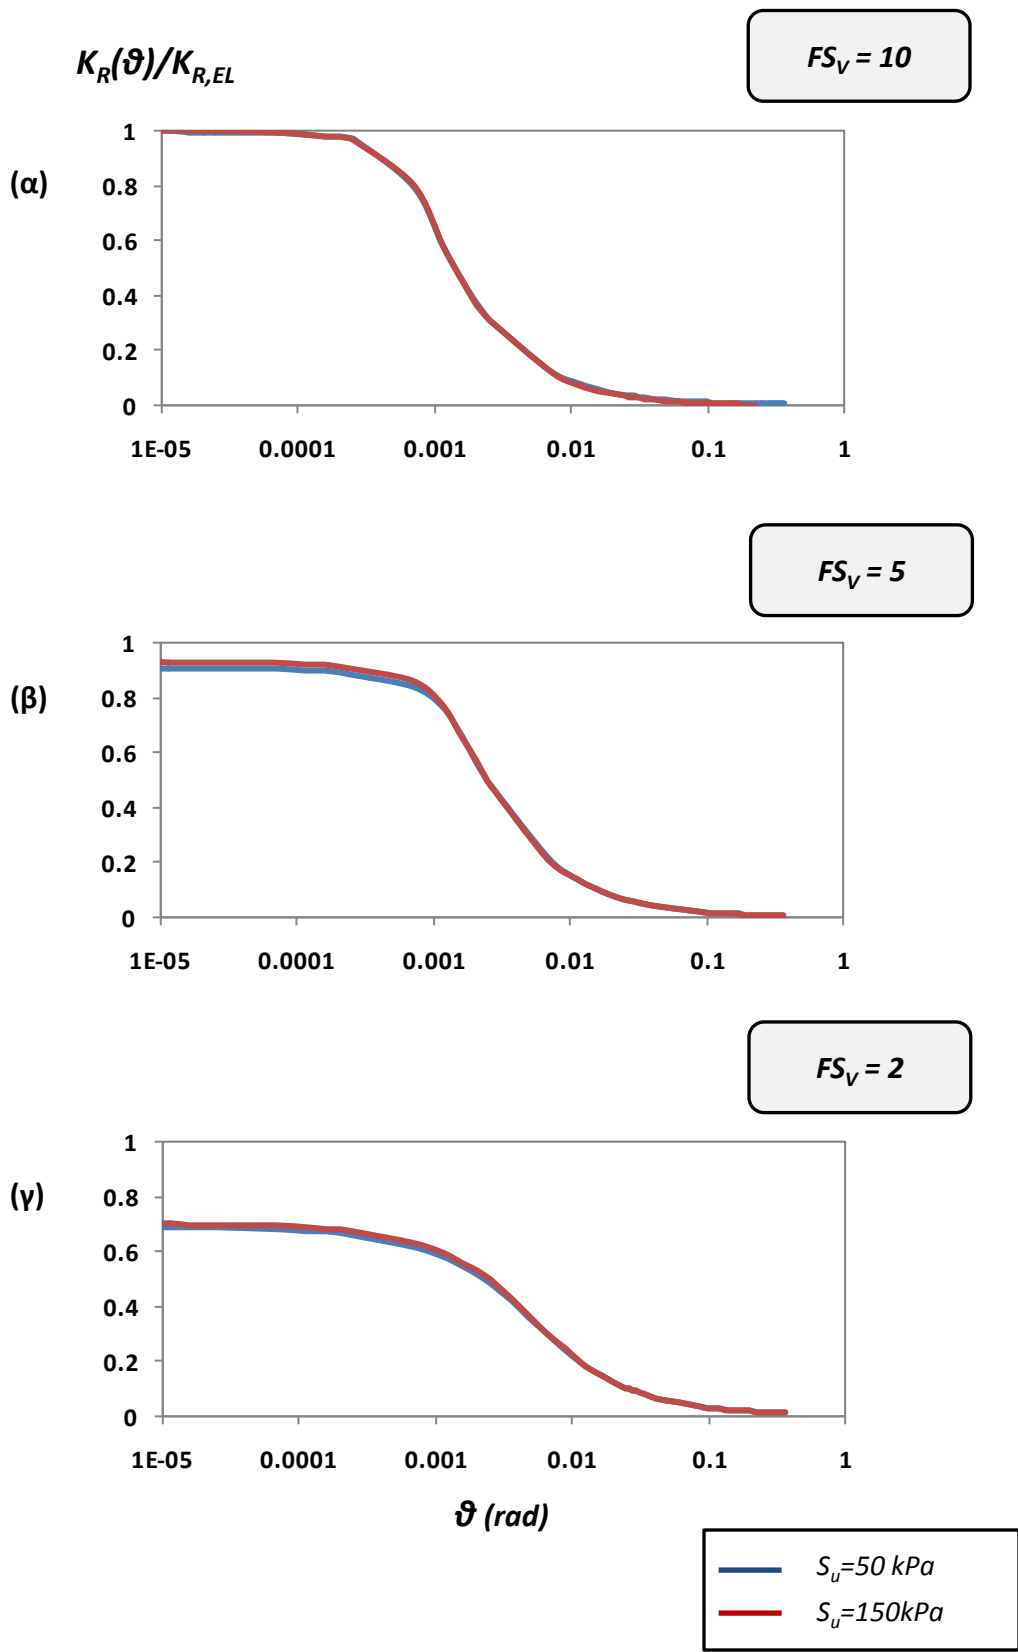 K_R(ϑ)/K_R,EL
FS_V = 10
(α)
1
0.8
0.6
0.4
0.2
0
1E-05 0.0001 0.001 0.01 0.1 1
FS_V = 5
(β)
1
0.8
0.6
0.4
0.2
0
1E-05 0.0001 0.001 0.01 0.1 1
FS_V = 2
(γ)
1
0.8
0.6
0.4
0.2
0
1E-05 0.0001 0.001 0.01 0.1 1
ϑ (rad)
S_u=50 kPa
S_u=150kPa